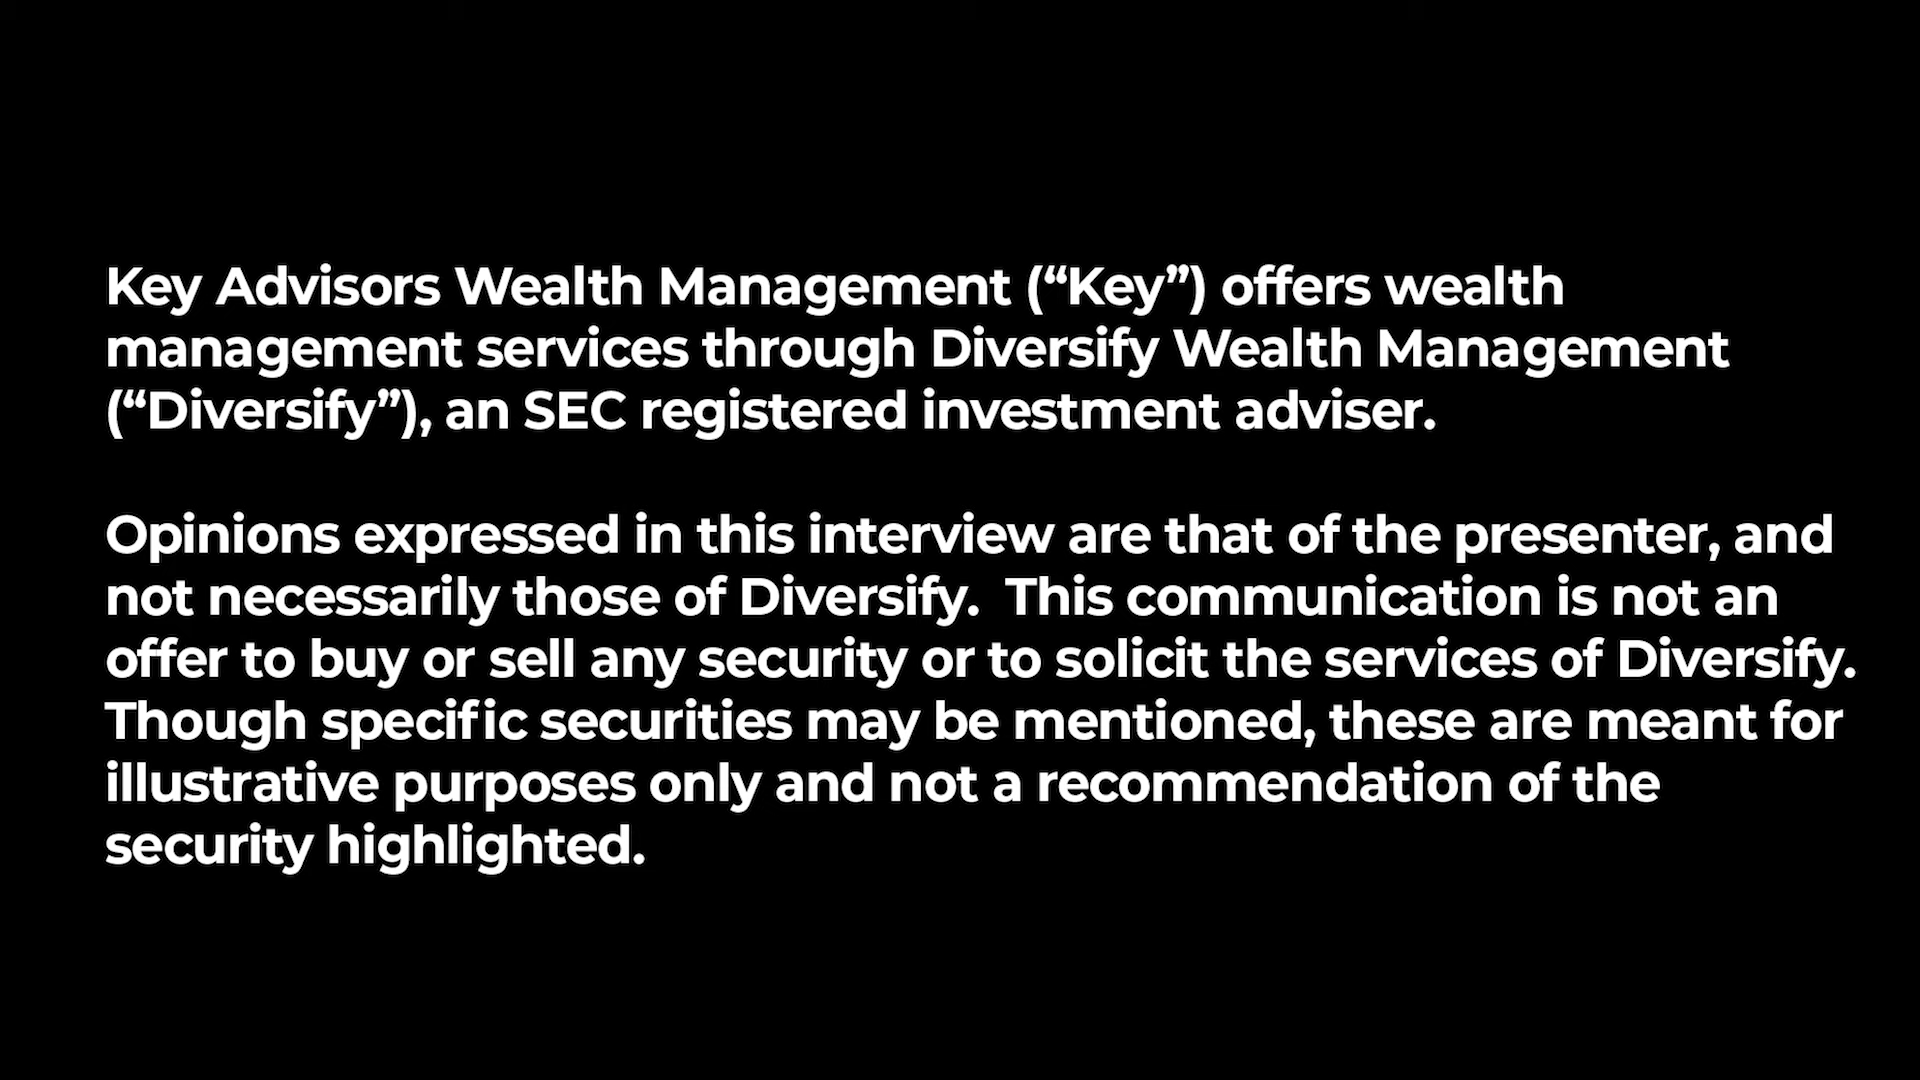 Key Advisors Wealth Management (“Key”) offers wealth
management services through Diversify Wealth Management
(“Diversify”), an SEC registered investment adviser.
Opinions expressed in this interview are that of the presenter, and
not necessarily those of Diversify.  This communication is not an
offer to buy or sell any security or to solicit the services of Diversify.
Though specific securities may be mentioned, these are meant for
illustrative purposes only and not a recommendation of the
security highlighted.